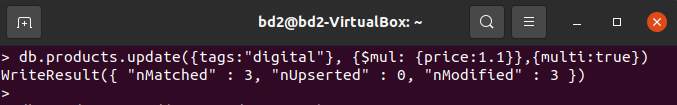 bd2@bd2-VirtualBox: ~
> db.products.update({tags:"digital"}, {$mul: {price:1.1}},{multi:true})
WriteResult({ "nMatched" : 3, "nUpserted" : 0, "nModified" : 3 })
>